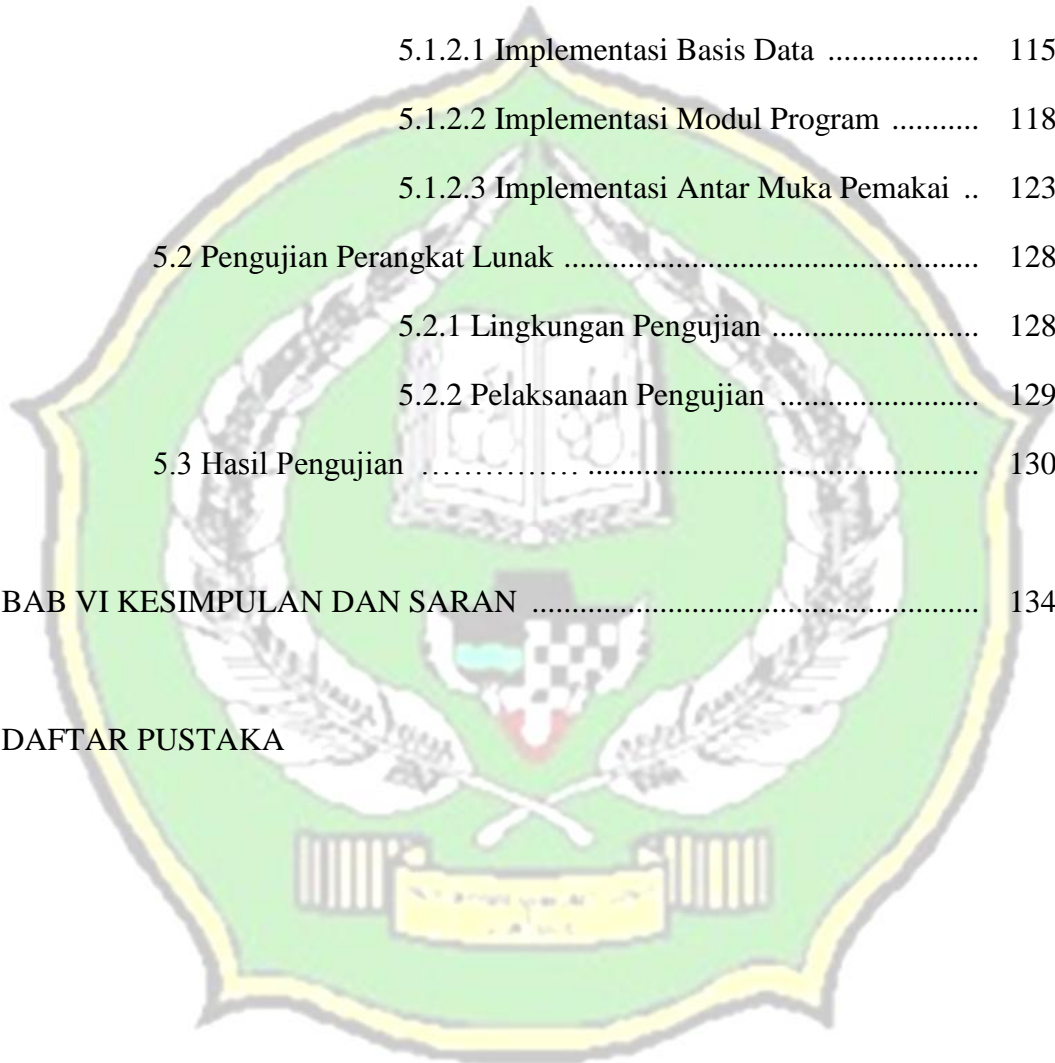 5.1.2.1 Implementasi Basis Data ................... 115
5.1.2.2 Implementasi Modul Program ........... 118
5.1.2.3 Implementasi Antar Muka Pemakai .. 123
5.2 Pengujian Perangkat Lunak .................................................... 128
5.2.1 Lingkungan Pengujian .......................... 128
5.2.2 Pelaksanaan Pengujian ......................... 129
5.3 Hasil Pengujian …………… ................................................. 130
BAB VI KESIMPULAN DAN SARAN ........................................................ 134
DAFTAR PUSTAKA